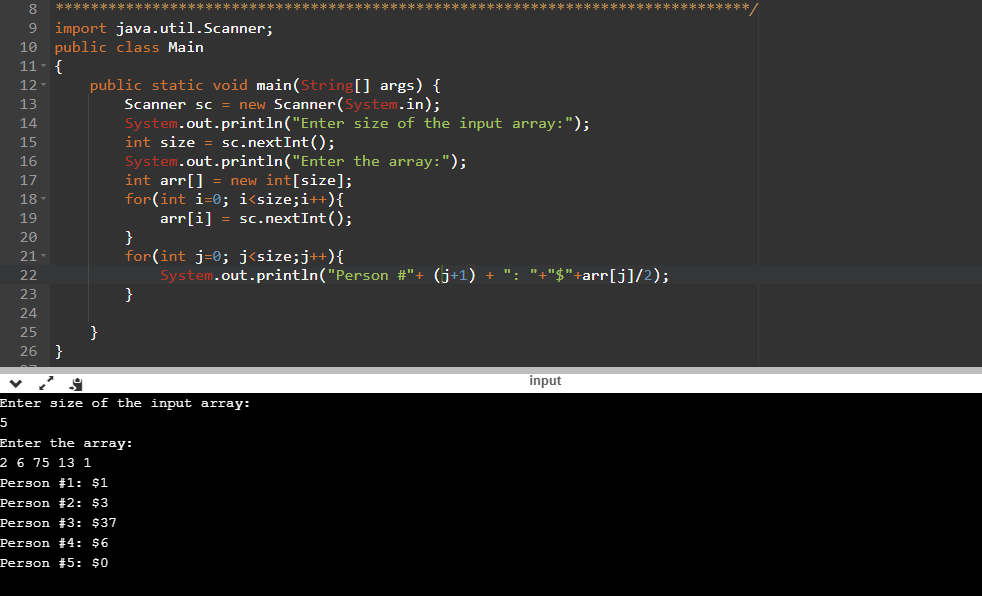 8 *******************************************************************************/
9 import java.util.Scanner;
10 public class Main
11 {
12 public static void main(String[] args) {
13 Scanner sc = new Scanner(System.in);
14 System.out.println("Enter size of the input array:");
15 int size = sc.nextInt();
16 System.out.println("Enter the array:");
17 int arr[] = new int[size];
18 for(int i=0; i<size;i++){
19 arr[i] = sc.nextInt();
20 }
21 for(int j=0; j<size;j++){
22 System.out.println("Person #"+ (j+1) + ": "+"$"+arr[j]/2);
23 }
24
25 }
26 }
input
Enter size of the input array:
5
Enter the array:
2 6 75 13 1
Person #1: $1
Person #2: $3
Person #3: $37
Person #4: $6
Person #5: $0